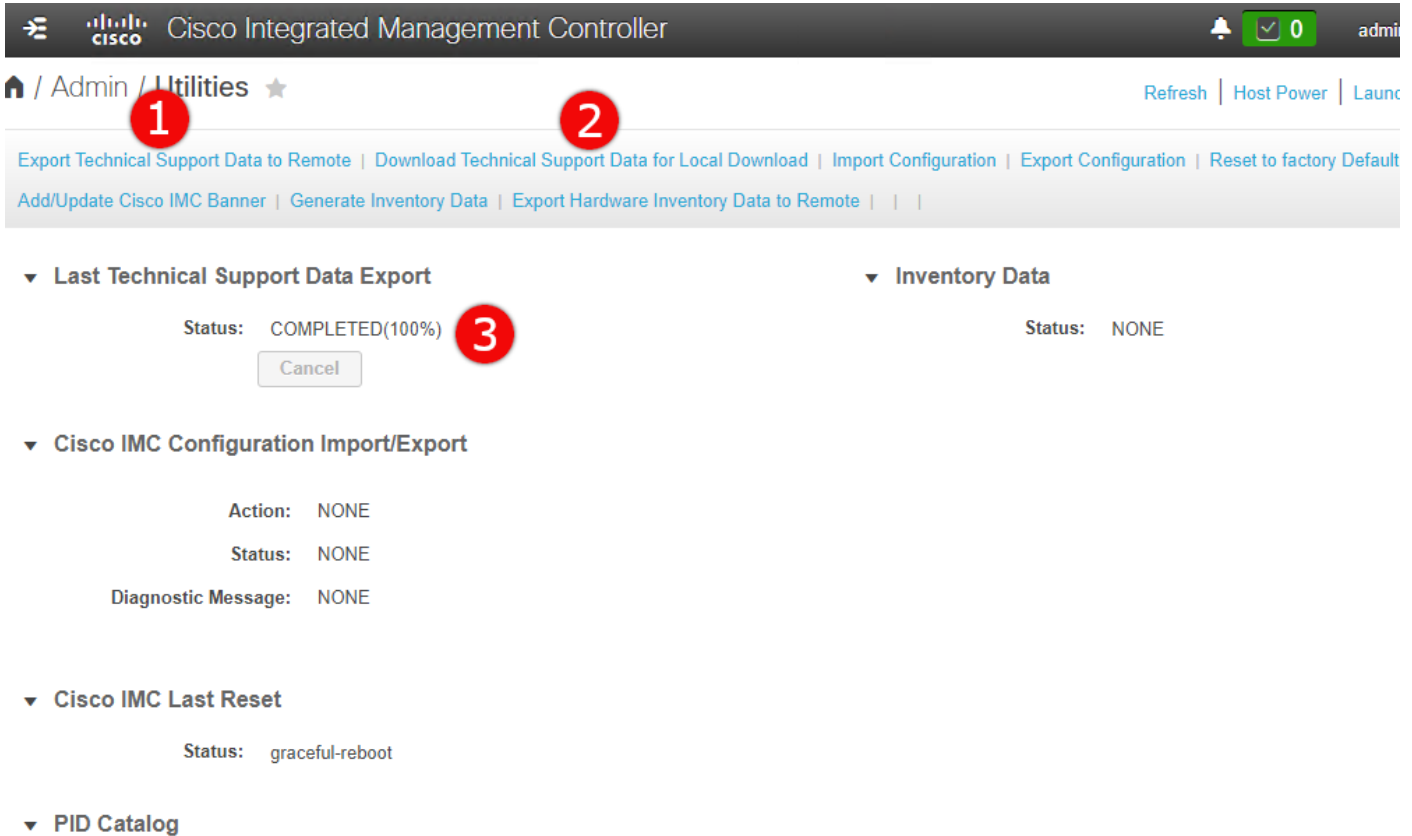 CISCO Cisco Integrated Management Controller 0
/ Admin / Utilities Refresh | Host Power |
1 2
Export Technical Support Data to Remote | Download Technical Support Data for Local Download | Import Configuration | Export Configuration | Reset to factory Default
Add/Update Cisco IMC Banner | Generate Inventory Data | Export Hardware Inventory Data to Remote | | |
Last Technical Support Data Export Inventory Data
Status: COMPLETED(100%) 3 Status: NONE
Cancel
Cisco IMC Configuration Import/Export
Action: NONE
Status: NONE
Diagnostic Message: NONE
Cisco IMC Last Reset
Status: graceful-reboot
PID Catalog